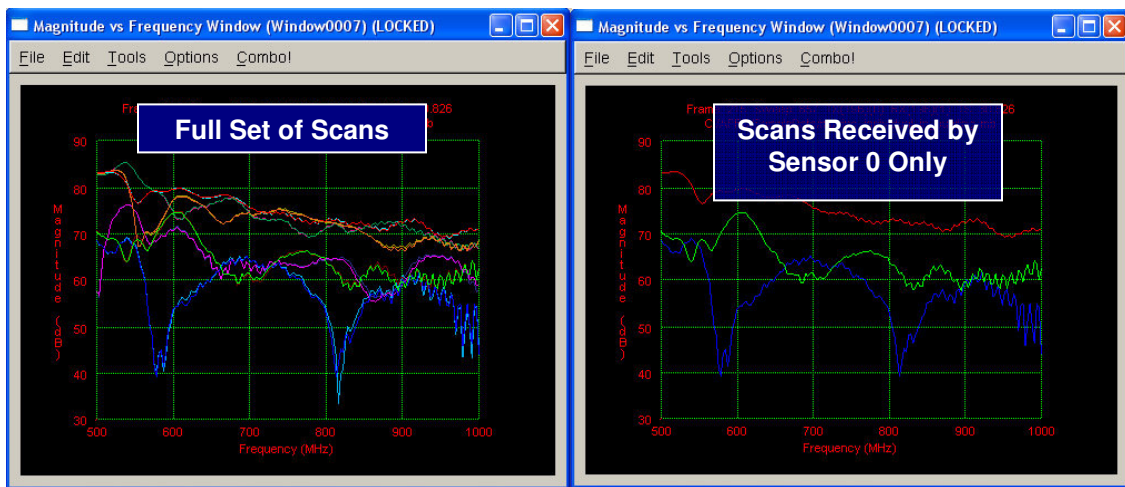 Magnitude vs Frequency Window (Window0007) (LOCKED)
File Edit Tools Options Combo!
Full Set of Scans
90
80
70
60
50
40
30
Magnitude (dB)
500 600 700 800 900 1000
Frequency (MHz)
Magnitude vs Frequency Window (Window0007) (LOCKED)
File Edit Tools Options Combo!
Scans Received by
Sensor 0 Only
90
80
70
60
50
40
30
Magnitude (dB)
500 600 700 800 900 1000
Frequency (MHz)